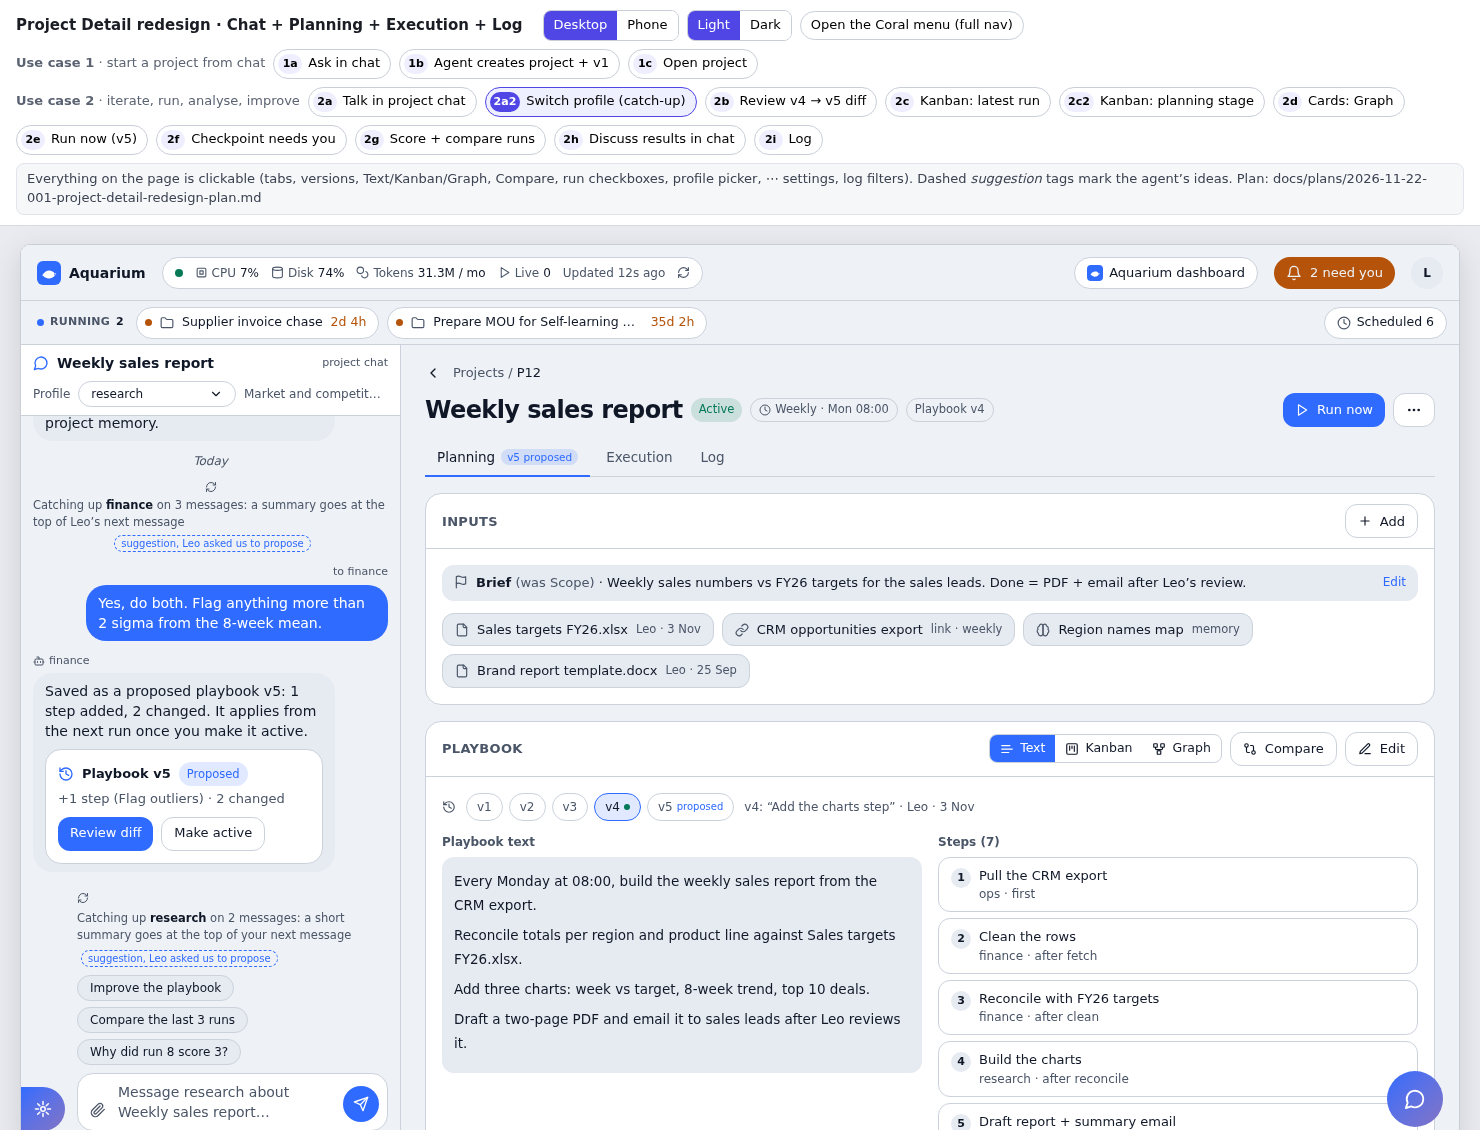 Project Detail redesign · Chat + Planning + Execution + Log
Desktop Phone Light Dark Open the Coral menu (full nav)
Use case 1 · start a project from chat 1a Ask in chat 1b Agent creates project + v1 1c Open project
Use case 2 · iterate, run, analyse, improve 2a Talk in project chat 2a2 Switch profile (catch-up) 2b Review v4 → v5 diff 2c Kanban: latest run 2c2 Kanban: planning stage 2d Cards: Graph
2e Run now (v5) 2f Checkpoint needs you 2g Score + compare runs 2h Discuss results in chat 2i Log
Everything on the page is clickable (tabs, versions, Text/Kanban/Graph, Compare, run checkboxes, profile picker, ··· settings, log filters). Dashed suggestion tags mark the agent’s ideas. Plan: docs/plans/2026-11-22-
001-project-detail-redesign-plan.md
Aquarium CPU 7% Disk 74% Tokens 31.3M / mo Live 0 Updated 12s ago Aquarium dashboard 2 need you L
RUNNING 2 Supplier invoice chase 2d 4h Prepare MOU for Self-learning ... 35d 2h Scheduled 6
Weekly sales report project chat
Profile research Market and competit...
project memory.
Today
Catching up finance on 3 messages: a summary goes at the
top of Leo’s next message
suggestion, Leo asked us to propose
to finance
Yes, do both. Flag anything more than
2 sigma from the 8-week mean.
finance
Saved as a proposed playbook v5: 1
step added, 2 changed. It applies from
the next run once you make it active.
Playbook v5 Proposed
+1 step (Flag outliers) · 2 changed
Review diff Make active
Catching up research on 2 messages: a short
summary goes at the top of your next message
suggestion, Leo asked us to propose
Improve the playbook
Compare the last 3 runs
Why did run 8 score 3?
Message research about
Weekly sales report...
Projects / P12
Weekly sales report Active Weekly · Mon 08:00 Playbook v4 Run now ···
Planning v5 proposed Execution Log
INPUTS + Add
Brief (was Scope) · Weekly sales numbers vs FY26 targets for the sales leads. Done = PDF + email after Leo’s review. Edit
Sales targets FY26.xlsx Leo · 3 Nov CRM opportunities export link · weekly Region names map memory
Brand report template.docx Leo · 25 Sep
PLAYBOOK Text Kanban Graph Compare Edit
v1 v2 v3 v4 v5 proposed v4: “Add the charts step” · Leo · 3 Nov
Playbook text
Every Monday at 08:00, build the weekly sales report from the
CRM export.
Reconcile totals per region and product line against Sales targets
FY26.xlsx.
Add three charts: week vs target, 8-week trend, top 10 deals.
Draft a two-page PDF and email it to sales leads after Leo reviews
it.
Steps (7)
1 Pull the CRM export
ops · first
2 Clean the rows
finance · after fetch
3 Reconcile with FY26 targets
finance · after clean
4 Build the charts
research · after reconcile
5 Draft report + summary email